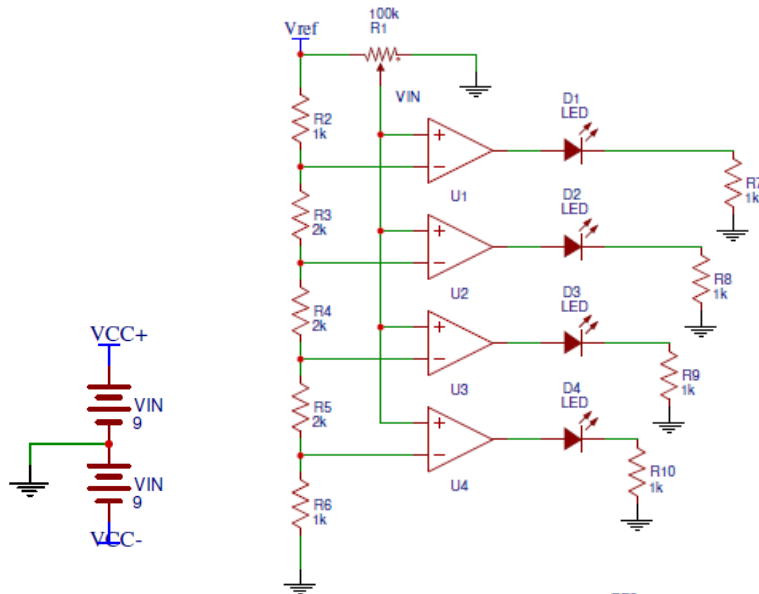 100k
Vref
R1
VIN
D1
LED
R2
1k
U1
R7
1k
D2
LED
R3
2k
U2
R8
1k
D3
LED
R4
2k
VCC+
U3
R9
1k
VIN
9
D4
LED
R5
2k
U4
R10
1k
VIN
9
R6
1k
VCC-